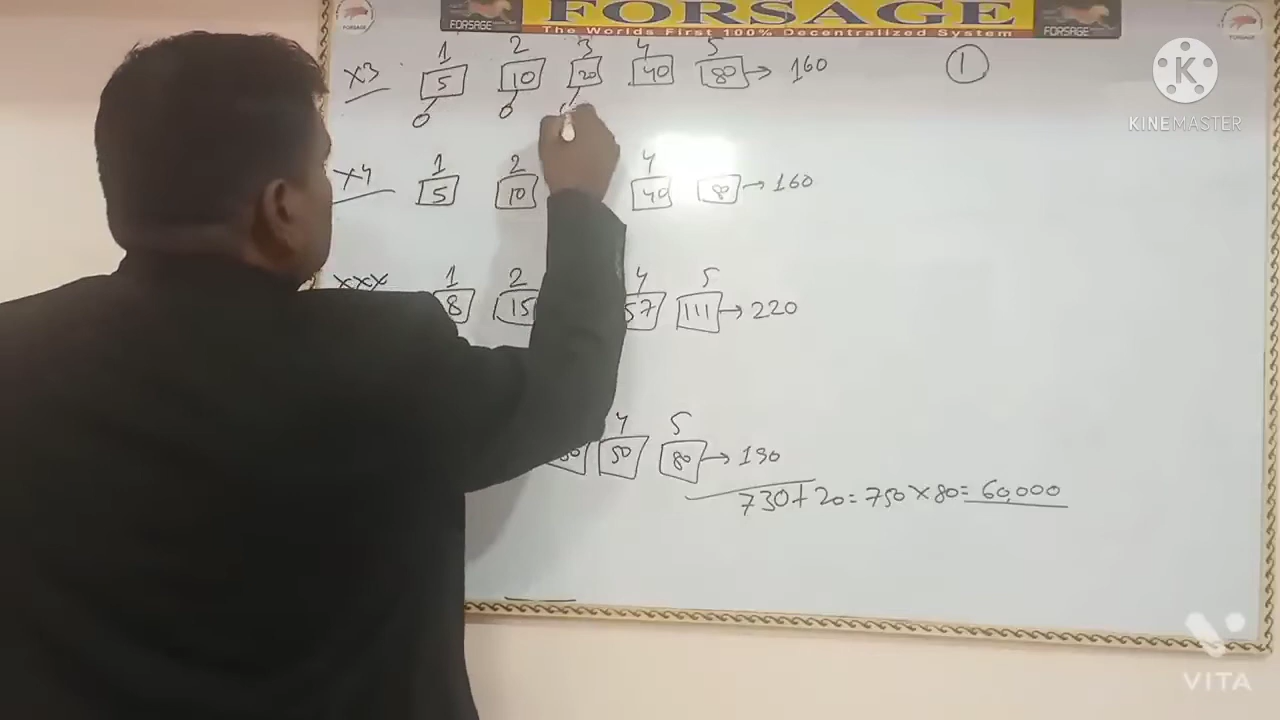 FORSAGE
The Worlds First 100% Decentralized System
FORSAGE
FORSAGE
K
KINEMASTER
1 2 3 4 5
X3 5 10 20 40 80 → 160
1
1 2 4
X4 5 10 40 80 → 160
1 2 4 5
XXX 8 15 57 111 → 220
4 5
50 80 → 190
730 + 20 = 750 X 80 = 60,000
VITA